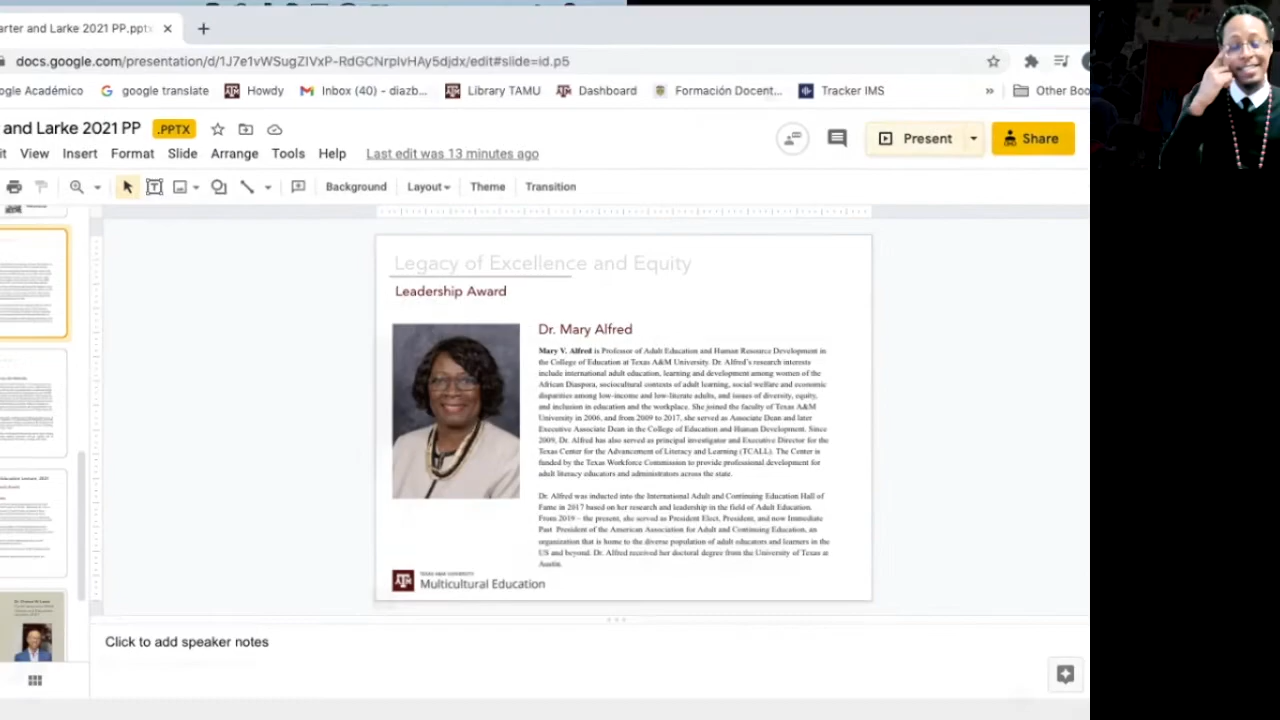 arter and Larke 2021 PP.pptx
docs.google.com/presentation/d/1J7e1vWSugZIVxP-RdGCNrplvHAy5djdx/edit#slide=id.p5
ogle Académico google translate Howdy Inbox (40) - diazb... Library TAMU Dashboard Formación Docent... Tracker IMS » Other Boo
and Larke 2021 PP .PPTX
it View Insert Format Slide Arrange Tools Help Last edit was 13 minutes ago
Present Share
Background Layout Theme Transition
Legacy of Excellence and Equity
Leadership Award
Dr. Mary Alfred
Mary V. Alfred is Professor of Adult Education and Human Resource Development in
the College of Education at Texas A&M University. Dr. Alfred's research interests
include international adult education, learning and development among women of the
African Diaspora, sociocultural contexts of adult learning, social welfare and economic
disparities among low-income and low-literate adults, and issues of diversity, equity,
and inclusion in education and the workplace. She joined the faculty of Texas A&M
University in 2006, and from 2009 to 2017, she served as Associate Dean and later
Executive Associate Dean in the College of Education and Human Development. Since
2009, Dr. Alfred has also served as principal investigator and Executive Director for the
Texas Center for the Advancement of Literacy and Learning (TCALL). The Center is
funded by the Texas Workforce Commission to provide professional development for
adult literacy educators and administrators across the state.
Dr. Alfred was inducted into the International Adult and Continuing Education Hall of
Fame in 2017 based on her research and leadership in the field of Adult Education.
From 2019 – the present, she served as President Elect, President, and now Immediate
Past President of the American Association for Adult and Continuing Education, an
organization that is home to the diverse population of adult educators and learners in the
US and beyond. Dr. Alfred received her doctoral degree from the University of Texas at
Austin.
TEXAS A&M UNIVERSITY
Multicultural Education
Click to add speaker notes